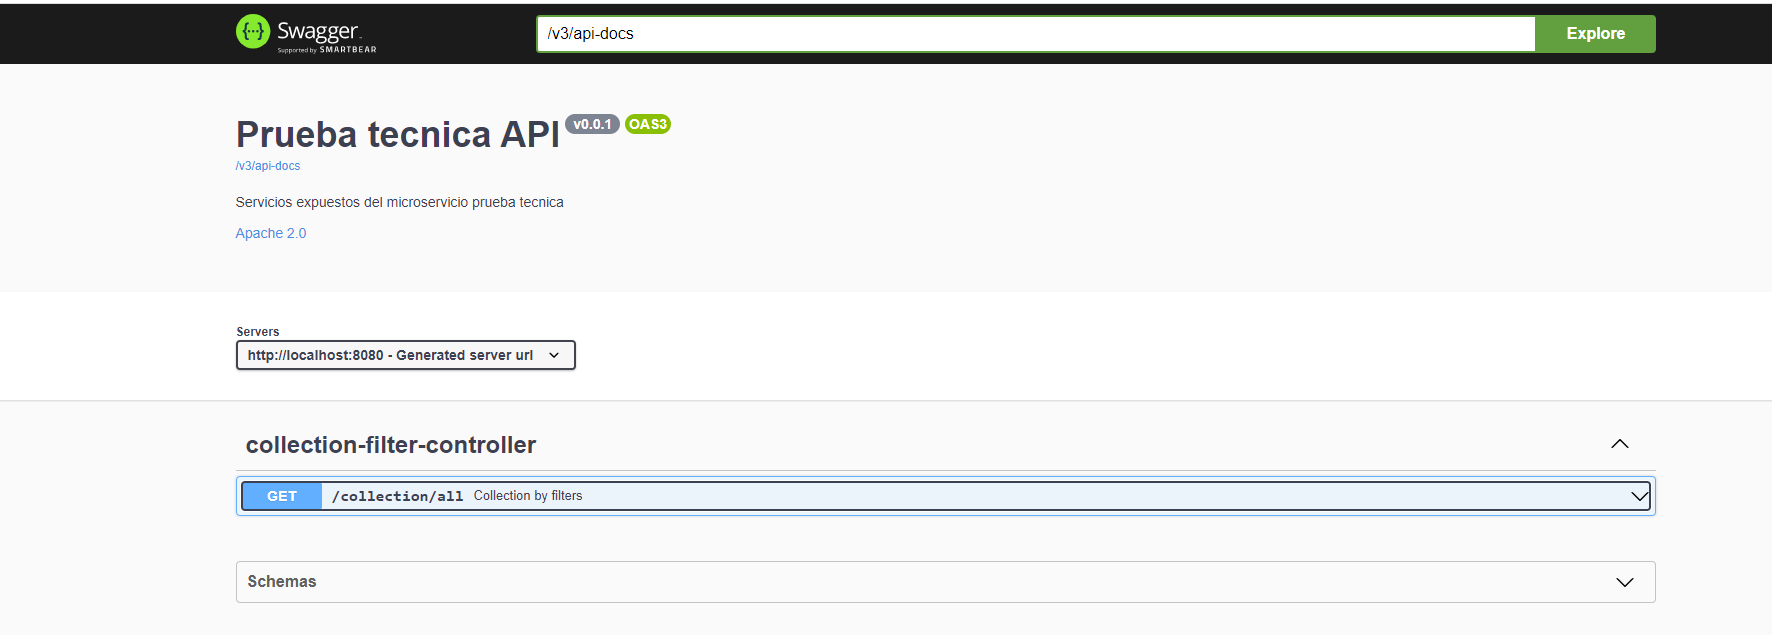 {··} Swagger.
Supported by SMARTBEAR
/v3/api-docs
Explore
Prueba tecnica API v0.0.1 OAS3
/v3/api-docs
Servicios expuestos del microservicio prueba tecnica
Apache 2.0
Servers
http://localhost:8080 - Generated server url
collection-filter-controller
GET /collection/all Collection by filters
Schemas